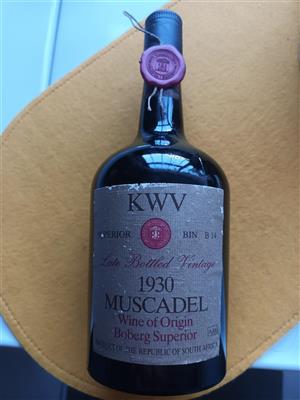 KWV
SUPERIOR BIN B 14
Late Bottled Vintage
1930
MUSCADEL
Wine of Origin
Boberg Superior
PRODUCT OF THE REPUBLIC OF SOUTH AFRICA